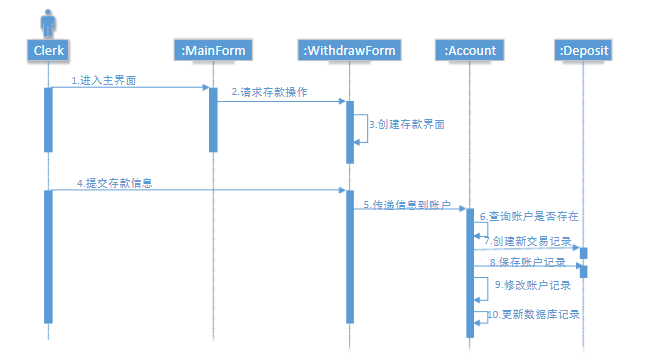 Clerk
:MainForm
:WithdrawForm
:Account
:Deposit
1.进入主界面
2.请求存款操作
3.创建存款界面
4.提交存款信息
5.传递信息到账户
6.查询账户是否存在
7.创建新交易记录
8.保存账户记录
9.修改账户记录
10.更新数据库记录